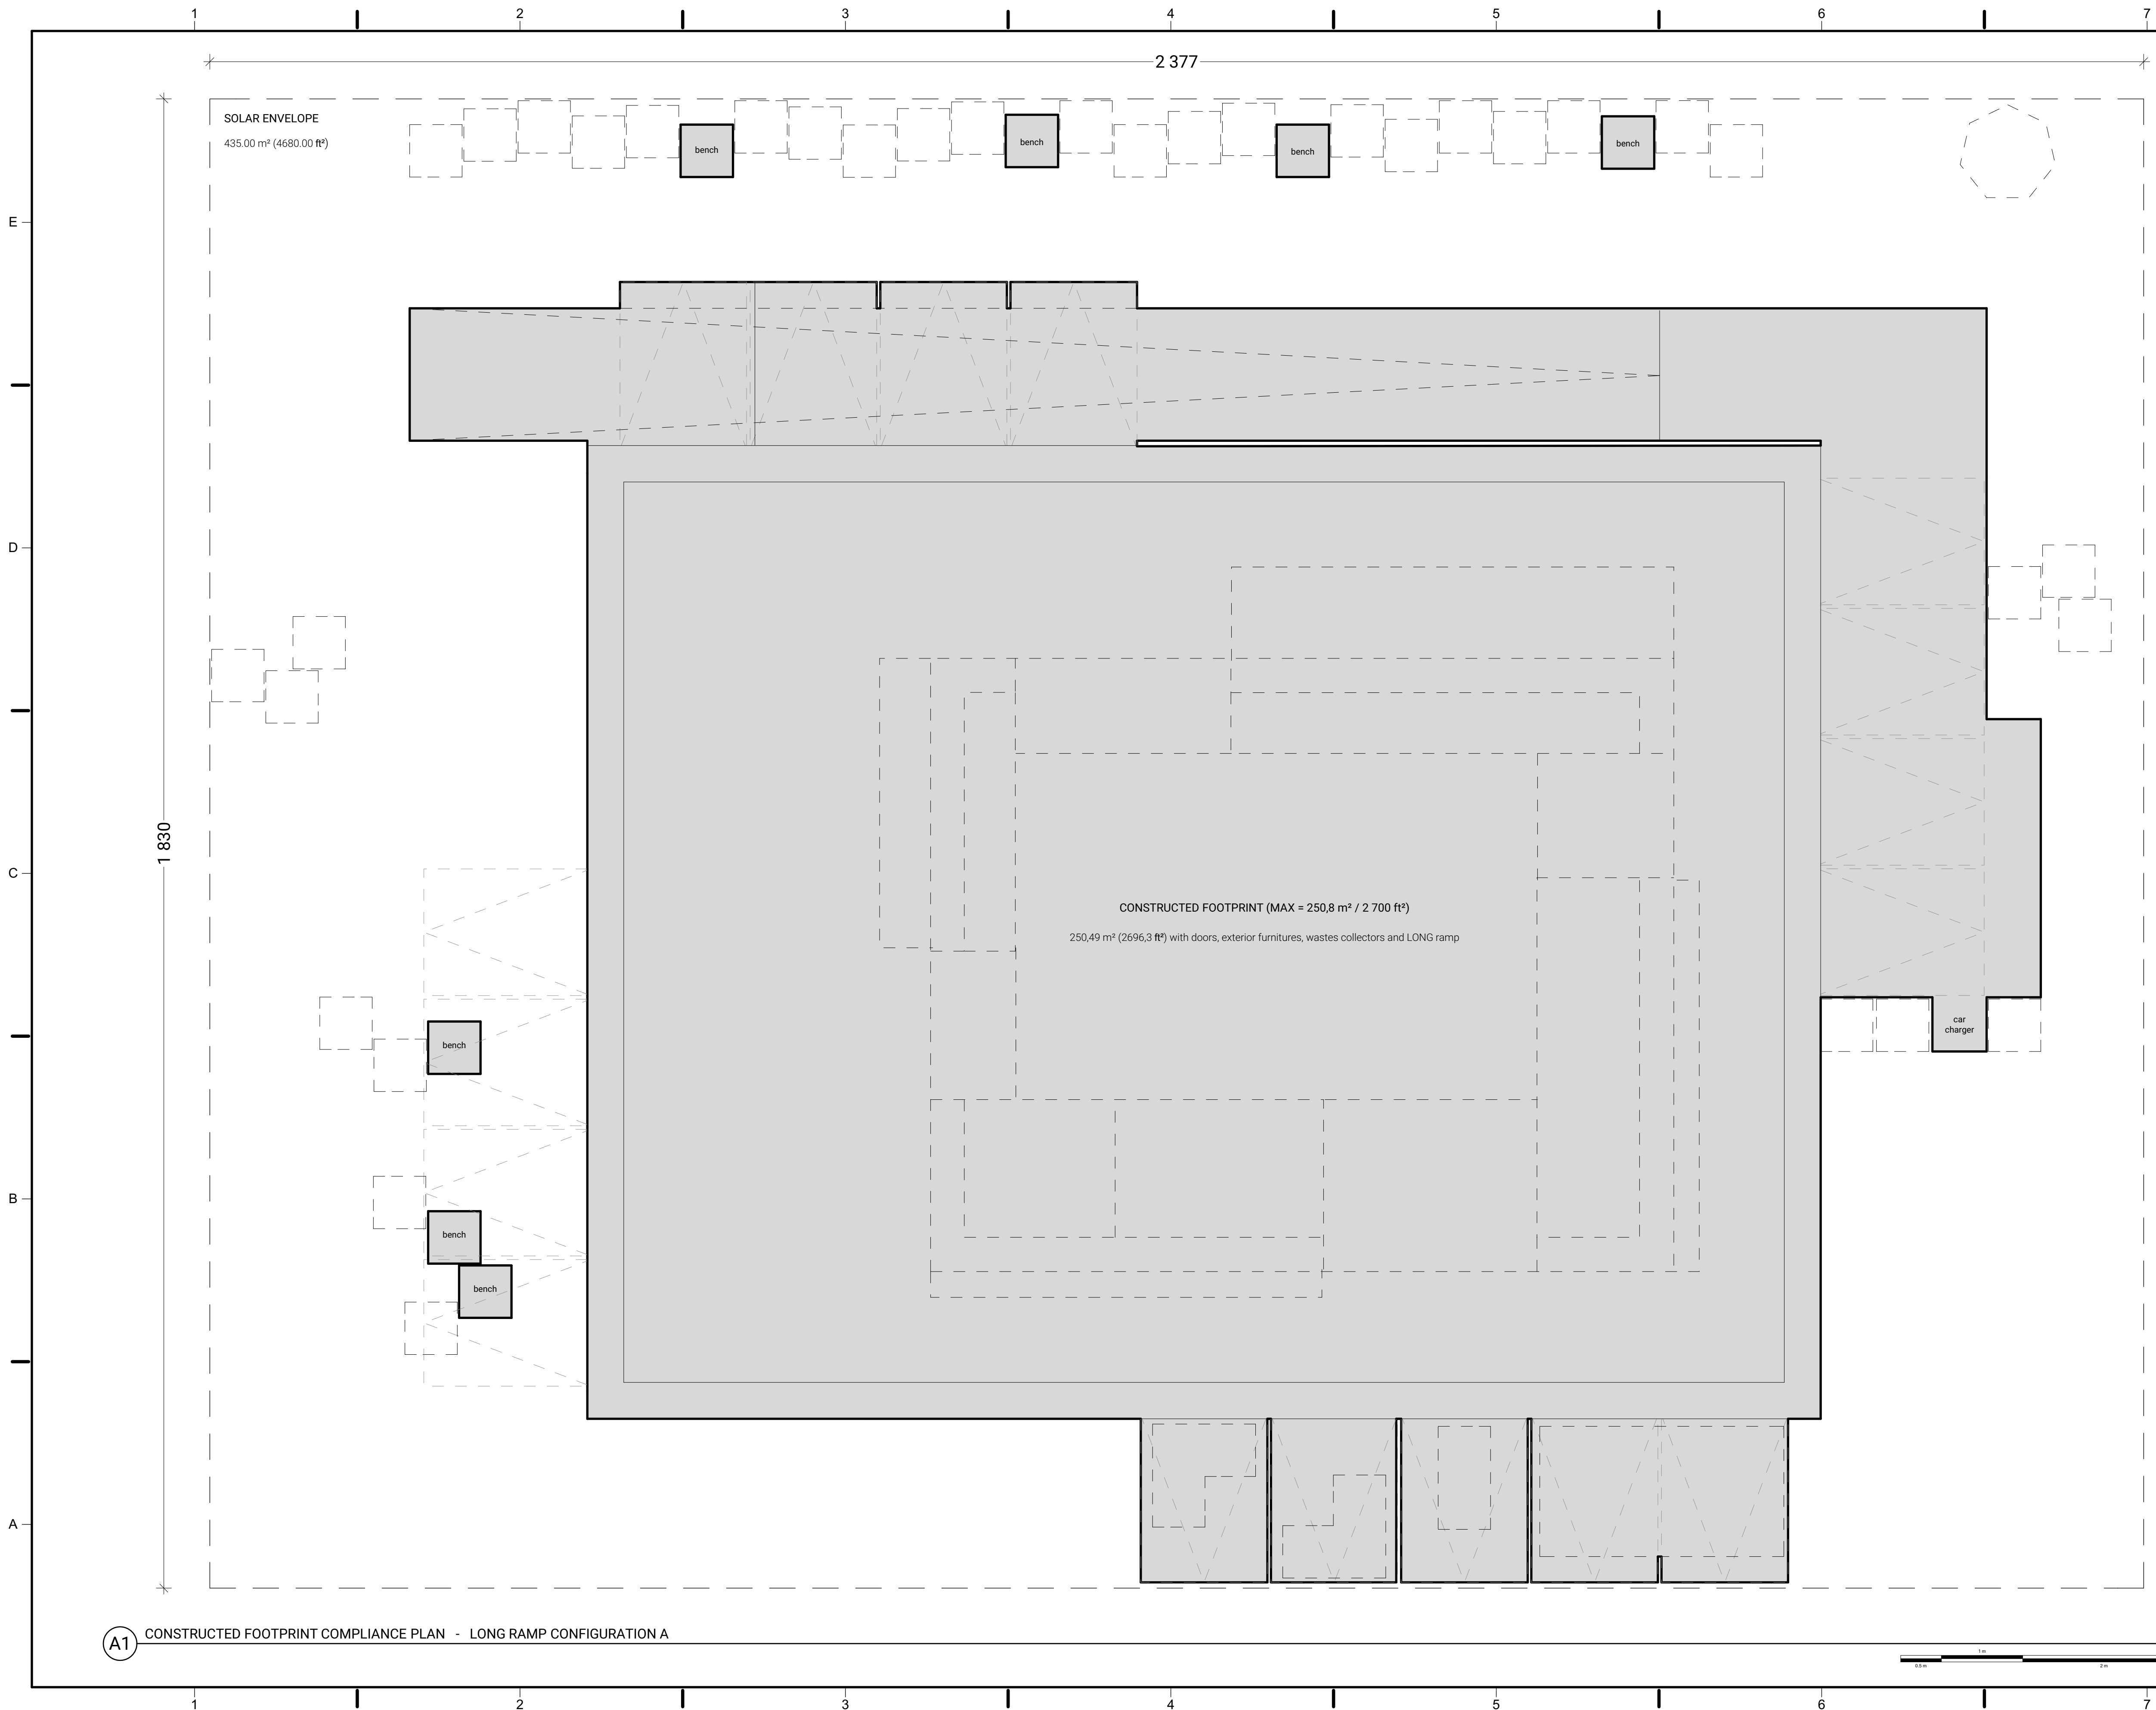 1 2 3 4 5 6 7
2 377
SOLAR ENVELOPE
435.00 m² (4680.00 ft²)
bench
bench
bench
bench
E
D
C
B
A
1 830
CONSTRUCTED FOOTPRINT (MAX = 250,8 m² / 2 700 ft²)
250,49 m² (2696,3 ft²) with doors, exterior furnitures, wastes collectors and LONG ramp
car
charger
bench
bench
bench
A1 CONSTRUCTED FOOTPRINT COMPLIANCE PLAN - LONG RAMP CONFIGURATION A
1 m
0.5 m 2 m
1 2 3 4 5 6 7